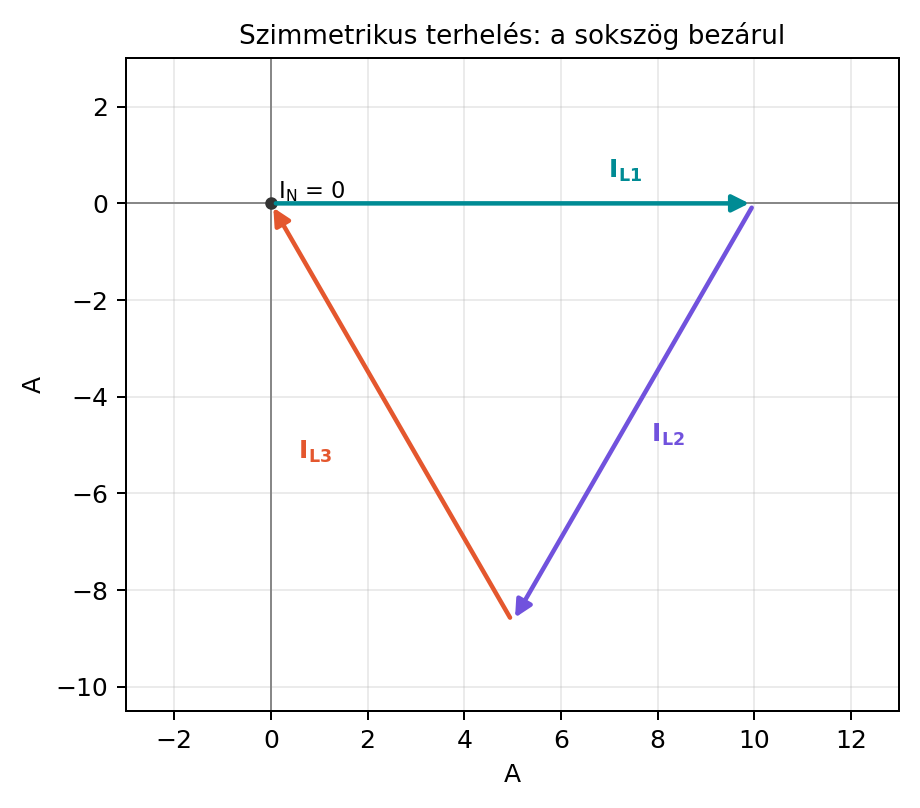 Szimmetrikus terhelés: a sokszög bezárul
2
0
−2
−4
−6
−8
−10
A
I_N = 0
I_L1
I_L2
I_L3
−2 0 2 4 6 8 10 12
A